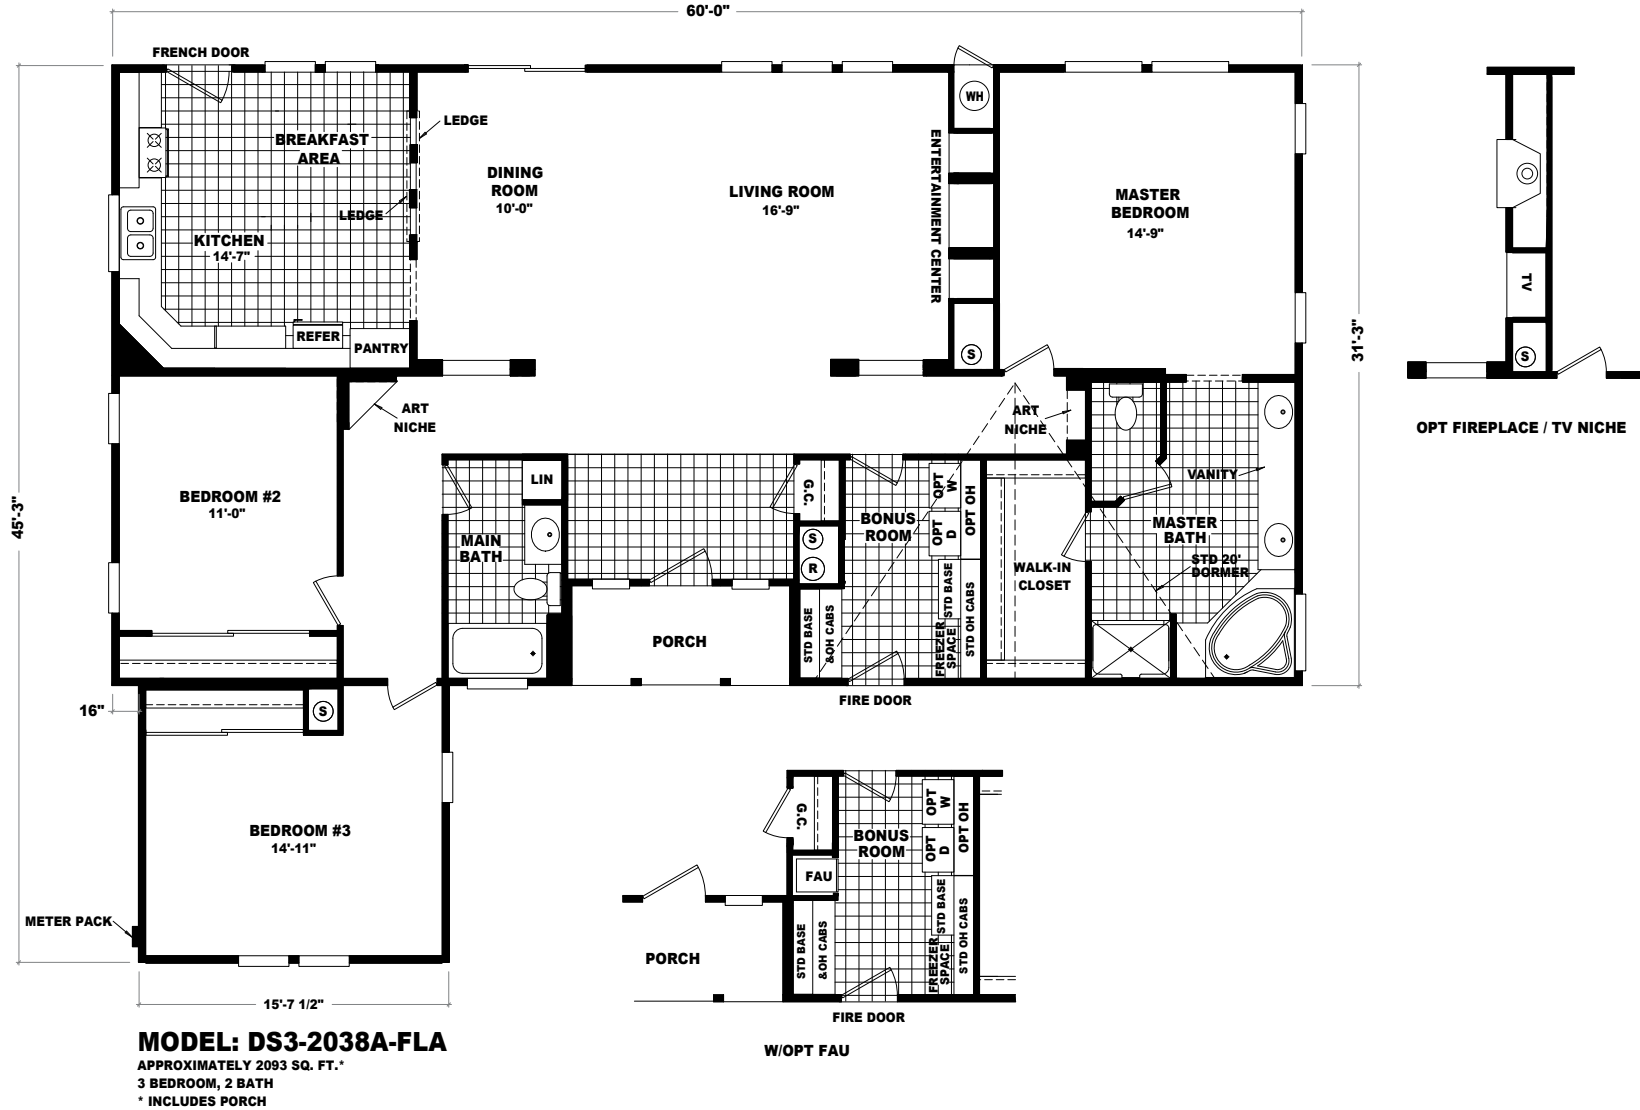 60'-0"
FRENCH DOOR
BREAKFAST
AREA
LEDGE
LEDGE
KITCHEN
14'-7"
REFER
PANTRY
DINING
ROOM
10'-0"
LIVING ROOM
16'-9"
ENTERTAINMENT CENTER
WH
S
MASTER
BEDROOM
14'-9"
31'-3"
45'-3"
TV
S
OPT FIREPLACE / TV NICHE
ART
NICHE
ART
NICHE
BEDROOM #2
11'-0"
LIN
MAIN
BATH
G.C.
S
R
BONUS
ROOM
OPT
W
OPT
D
OPT OH
STD BASE
STD OH CABS
FREEZER
SPACE
STD BASE
&OH CABS
WALK-IN
CLOSET
VANITY
MASTER
BATH
STD 20'
DORMER
PORCH
FIRE DOOR
16"
S
BEDROOM #3
14'-11"
METER PACK
15'-7 1/2"
G.C.
FAU
BONUS
ROOM
OPT
W
OPT
D
OPT OH
STD BASE
STD OH CABS
FREEZER
SPACE
STD BASE
&OH CABS
PORCH
FIRE DOOR
W/OPT FAU
MODEL: DS3-2038A-FLA
APPROXIMATELY 2093 SQ. FT.*
3 BEDROOM, 2 BATH
* INCLUDES PORCH